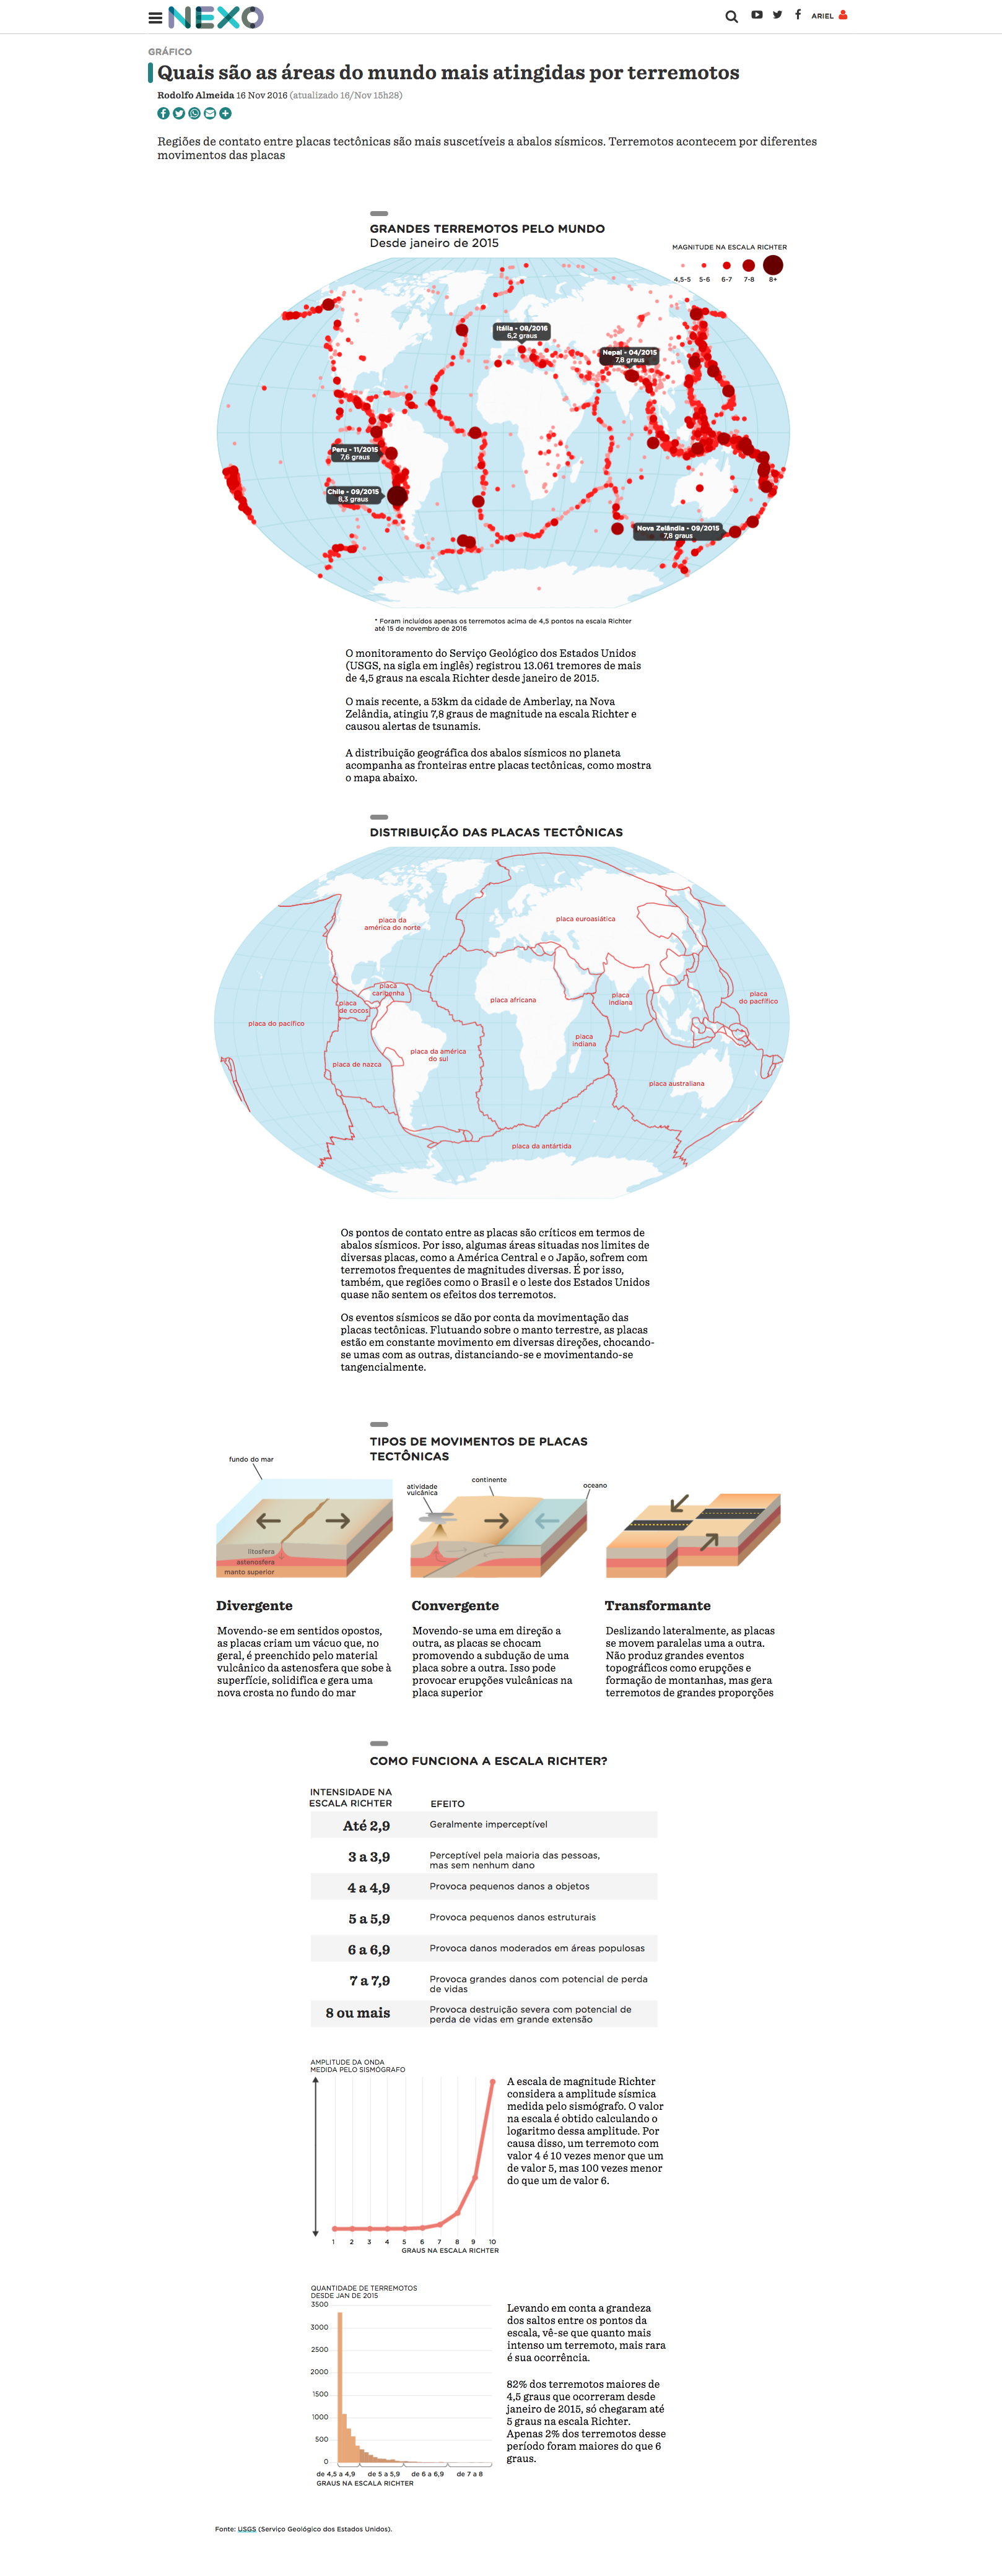 NEXO
ARIEL
GRÁFICO
Quais são as áreas do mundo mais atingidas por terremotos
Rodolfo Almeida 16 Nov 2016 (atualizado 16/Nov 15h28)
Regiões de contato entre placas tectônicas são mais suscetíveis a abalos sísmicos. Terremotos acontecem por diferentes
movimentos das placas
GRANDES TERREMOTOS PELO MUNDO
Desde janeiro de 2015
MAGNITUDE NA ESCALA RICHTER
4,5-5 5-6 6-7 7-8 8+
Itália - 08/2016
6,2 graus
Nepal - 04/2015
7,8 graus
Peru - 11/2015
7,6 graus
Chile - 09/2015
8,3 graus
Nova Zelândia - 09/2015
7,8 graus
* Foram incluídos apenas os terremotos acima de 4,5 pontos na escala Richter
até 15 de novembro de 2016
O monitoramento do Serviço Geológico dos Estados Unidos
(USGS, na sigla em inglês) registrou 13.061 tremores de mais
de 4,5 graus na escala Richter desde janeiro de 2015.
O mais recente, a 53km da cidade de Amberlay, na Nova
Zelândia, atingiu 7,8 graus de magnitude na escala Richter e
causou alertas de tsunamis.
A distribuição geográfica dos abalos sísmicos no planeta
acompanha as fronteiras entre placas tectônicas, como mostra
o mapa abaixo.
DISTRIBUIÇÃO DAS PLACAS TECTÔNICAS
placa da
américa do norte
placa euroasiática
placa
caribenha
placa
de cocos
placa africana
placa
indiana
placa
do pacfífico
placa do pacífico
placa
indiana
placa da américa
do sul
placa de nazca
placa australiana
placa da antártida
Os pontos de contato entre as placas são críticos em termos de
abalos sísmicos. Por isso, algumas áreas situadas nos limites de
diversas placas, como a América Central e o Japão, sofrem com
terremotos frequentes de magnitudes diversas. É por isso,
também, que regiões como o Brasil e o leste dos Estados Unidos
quase não sentem os efeitos dos terremotos.
Os eventos sísmicos se dão por conta da movimentação das
placas tectônicas. Flutuando sobre o manto terrestre, as placas
estão em constante movimento em diversas direções, chocando-
se umas com as outras, distanciando-se e movimentando-se
tangencialmente.
TIPOS DE MOVIMENTOS DE PLACAS
TECTÔNICAS
fundo do mar
litosfera
astenosfera
manto superior
atividade
vulcânica
continente
oceano
Divergente
Movendo-se em sentidos opostos,
as placas criam um vácuo que, no
geral, é preenchido pelo material
vulcânico da astenosfera que sobe à
superfície, solidifica e gera uma
nova crosta no fundo do mar
Convergente
Movendo-se uma em direção a
outra, as placas se chocam
promovendo a subdução de uma
placa sobre a outra. Isso pode
provocar erupções vulcânicas na
placa superior
Transformante
Deslizando lateralmente, as placas
se movem paralelas uma a outra.
Não produz grandes eventos
topográficos como erupções e
formação de montanhas, mas gera
terremotos de grandes proporções
COMO FUNCIONA A ESCALA RICHTER?
INTENSIDADE NA
ESCALA RICHTER
EFEITO
Até 2,9 Geralmente imperceptível
3 a 3,9 Perceptível pela maioria das pessoas,
mas sem nenhum dano
4 a 4,9 Provoca pequenos danos a objetos
5 a 5,9 Provoca pequenos danos estruturais
6 a 6,9 Provoca danos moderados em áreas populosas
7 a 7,9 Provoca grandes danos com potencial de perda
de vidas
8 ou mais Provoca destruição severa com potencial de
perda de vidas em grande extensão
AMPLITUDE DA ONDA
MEDIDA PELO SISMÓGRAFO
1 2 3 4 5 6 7 8 9 10
GRAUS NA ESCALA RICHTER
A escala de magnitude Richter
considera a amplitude sísmica
medida pelo sismógrafo. O valor
na escala é obtido calculando o
logaritmo dessa amplitude. Por
causa disso, um terremoto com
valor 4 é 10 vezes menor que um
de valor 5, mas 100 vezes menor
do que um de valor 6.
QUANTIDADE DE TERREMOTOS
DESDE JAN DE 2015
3500
3000
2500
2000
1500
1000
500
0
de 4,5 a 4,9 de 5 a 5,9 de 6 a 6,9 de 7 a 8
GRAUS NA ESCALA RICHTER
Levando em conta a grandeza
dos saltos entre os pontos da
escala, vê-se que quanto mais
intenso um terremoto, mais rara
é sua ocorrência.
82% dos terremotos maiores de
4,5 graus que ocorreram desde
janeiro de 2015, só chegaram até
5 graus na escala Richter.
Apenas 2% dos terremotos desse
período foram maiores do que 6
graus.
Fonte: USGS (Serviço Geológico dos Estados Unidos).